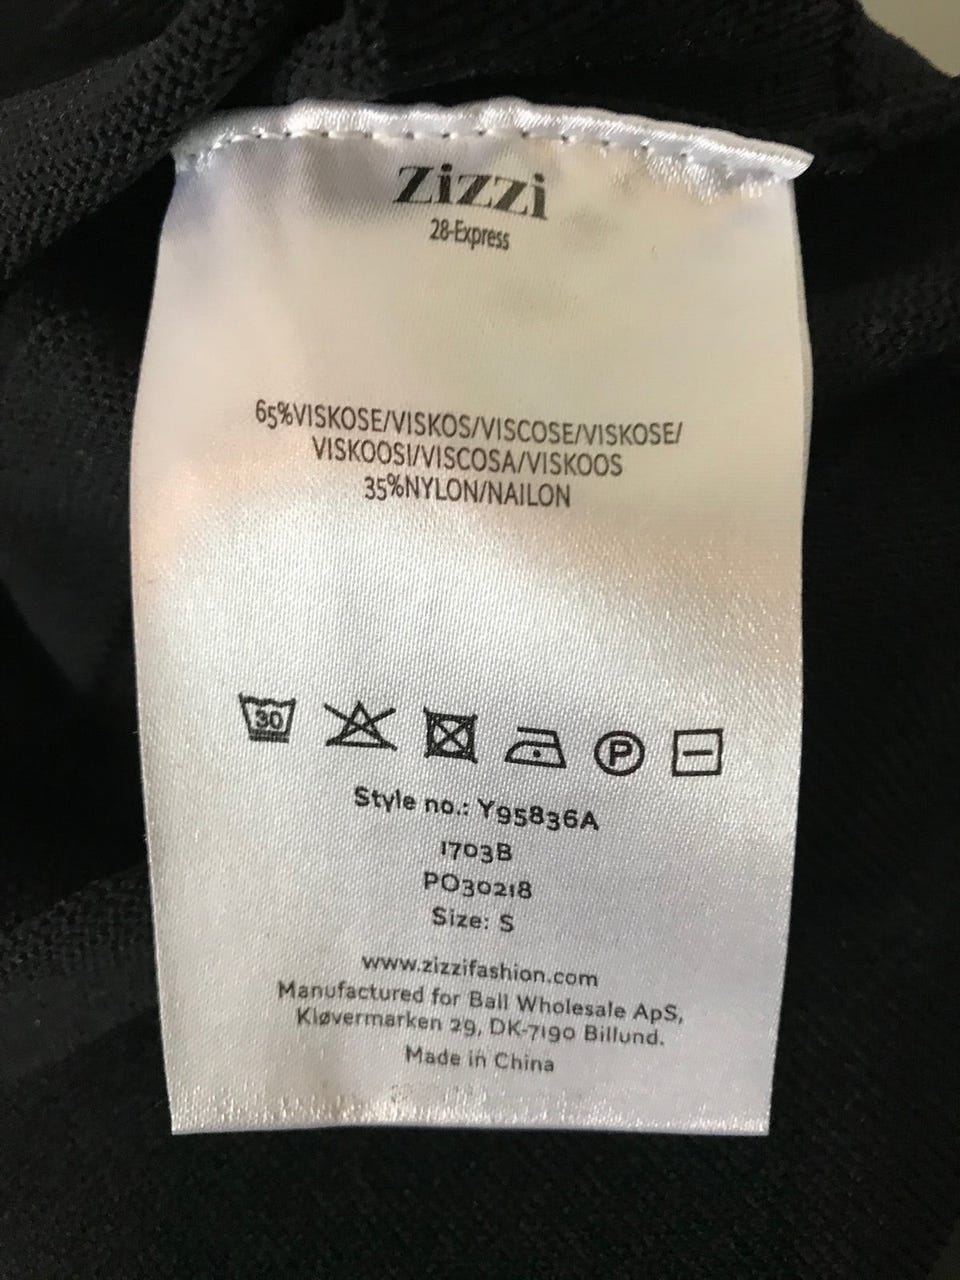 Zizzi
28-Express
65%VISKOSE/VISKOS/VISCOSE/VISKOSE/
VISKOOSI/VISCOSA/VISKOOS
35%NYLON/NAILON
30 P
Style no.: Y95836A
1703B
PO30218
Size: S
www.zizzifashion.com
Manufactured for Ball Wholesale ApS,
Kløvermarken 29, DK-7190 Billund.
Made in China